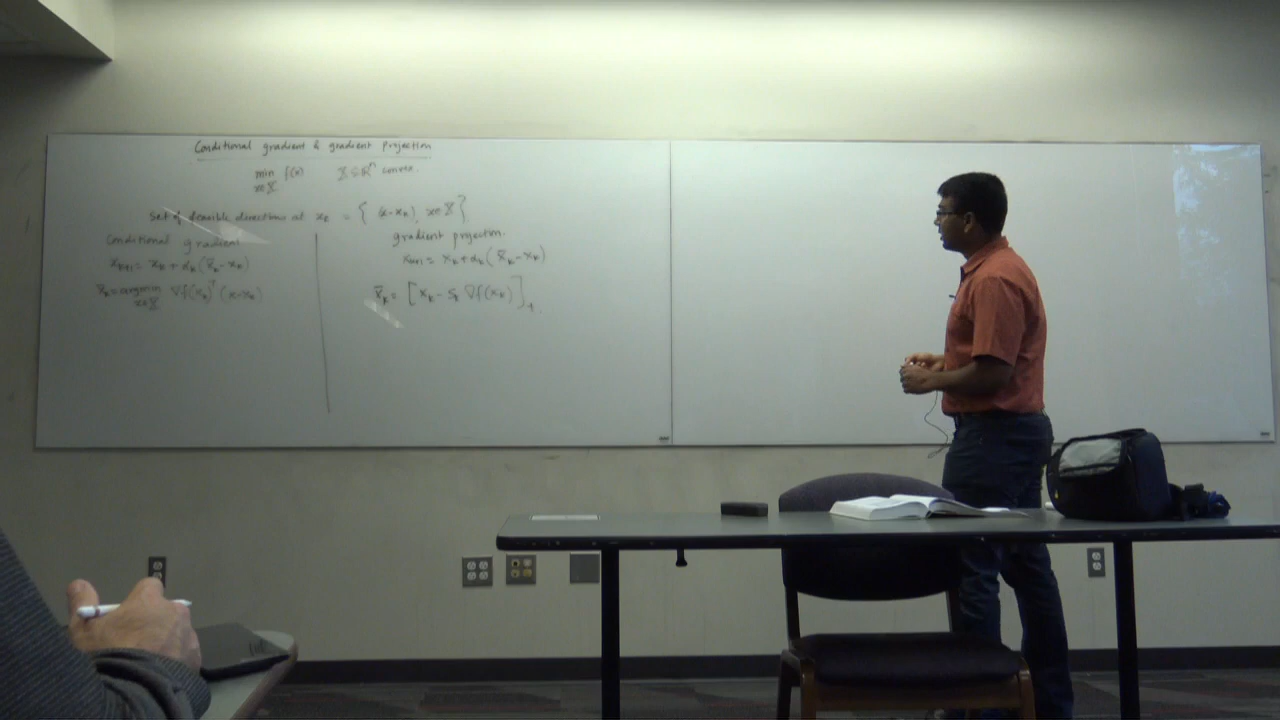 Conditional gradient & gradient projection
min f(x) X ⊆ ℝⁿ convex.
x∈X
Set of feasible directions at xₖ = { (x-xₖ), x∈X }
Conditional gradient
xₖ₊₁ = xₖ + αₖ (x̄ₖ - xₖ)
x̄ₖ = argmin ∇f(xₖ)ᵀ (x-xₖ)
x∈X
gradient projection.
xₖ₊₁ = xₖ + αₖ (x̄ₖ - xₖ)
x̄ₖ = [xₖ - sₖ ∇f(xₖ)]₊.